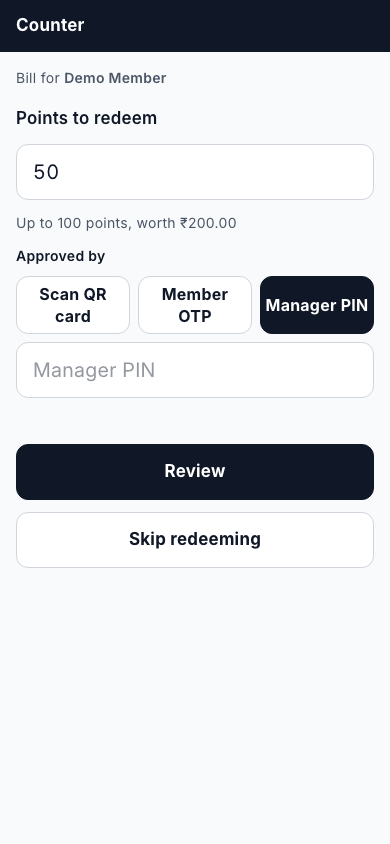 Counter
Bill for Demo Member
Points to redeem
50
Up to 100 points, worth ₹200.00
Approved by
Scan QR
card
Member
OTP
Manager PIN
Manager PIN
Review
Skip redeeming